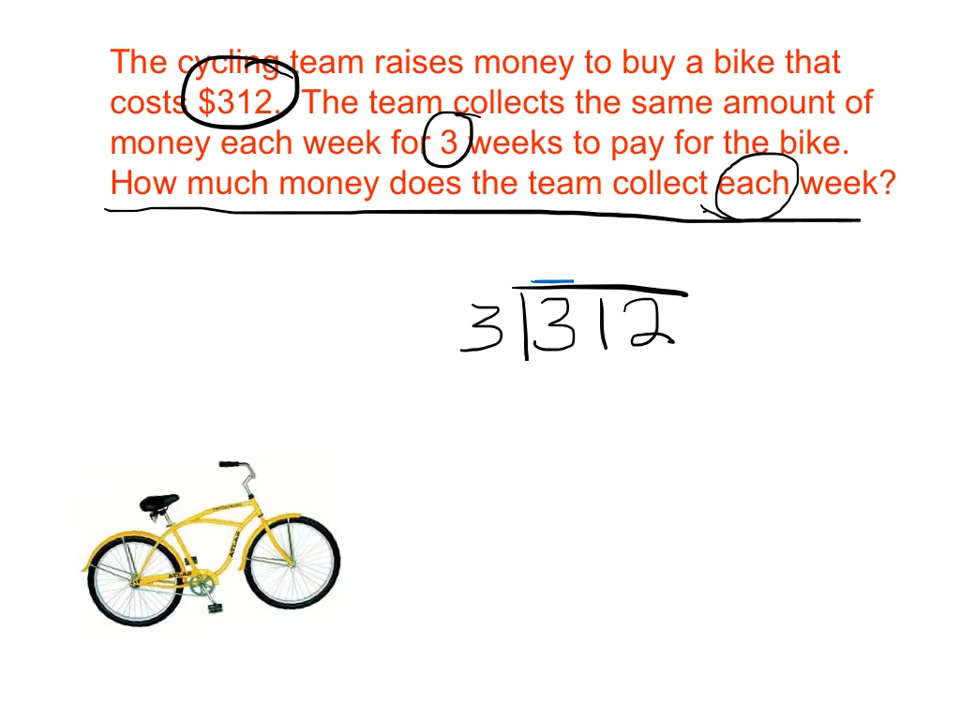 The cycling team raises money to buy a bike that
costs $312. The team collects the same amount of
money each week for 3 weeks to pay for the bike.
How much money does the team collect each week?
3 312
ATLAS
ATLAS